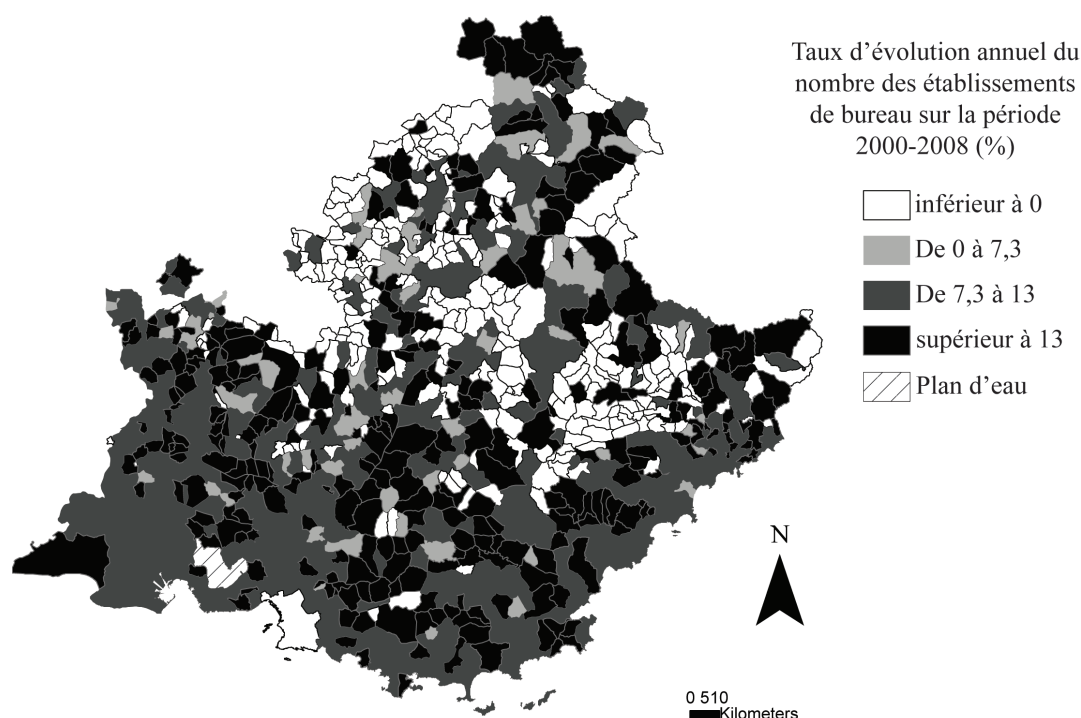 Taux d’évolution annuel du
nombre des établissements
de bureau sur la période
2000-2008 (%)
inférieur à 0
De 0 à 7,3
De 7,3 à 13
supérieur à 13
Plan d’eau
N
0 510
Kilometers